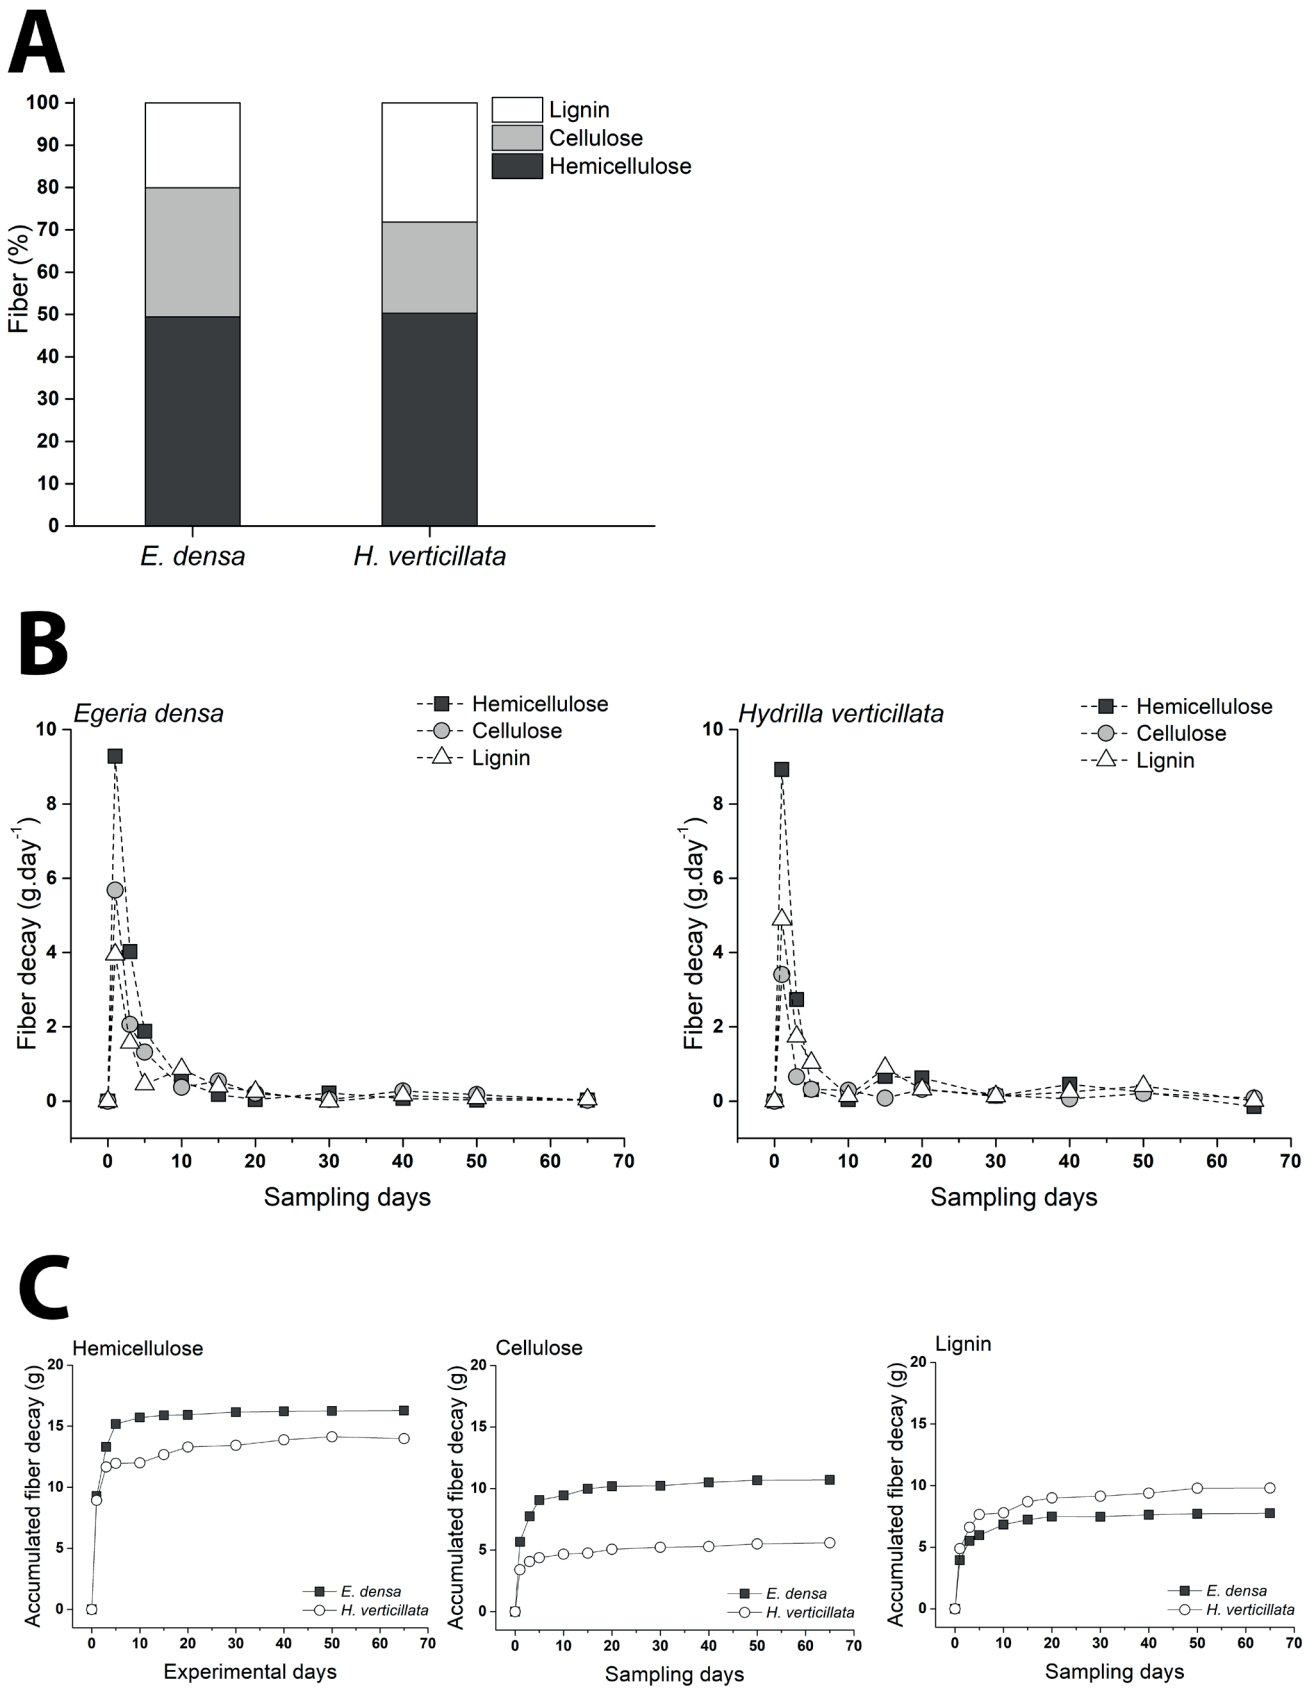 A
100
90
80
70
60
50
40
30
20
10
0
Fiber (%)
Lignin
Cellulose
Hemicellulose
E. densa
H. verticillata
B
Egeria densa
Hemicellulose
Cellulose
Lignin
10
8
6
4
2
0
Fiber decay (g.day-1)
0 10 20 30 40 50 60 70
Sampling days
Hydrilla verticillata
Hemicellulose
Cellulose
Lignin
10
8
6
4
2
0
Fiber decay (g.day-1)
0 10 20 30 40 50 60 70
Sampling days
C
Hemicellulose
20
15
10
5
0
Accumulated fiber decay (g)
E. densa
H. verticillata
0 10 20 30 40 50 60 70
Experimental days
Cellulose
20
15
10
5
0
Accumulated fiber decay (g)
E. densa
H. verticillata
0 10 20 30 40 50 60 70
Sampling days
Lignin
20
15
10
5
0
Accumulated fiber decay (g)
E. densa
H. verticillata
0 10 20 30 40 50 60 70
Sampling days